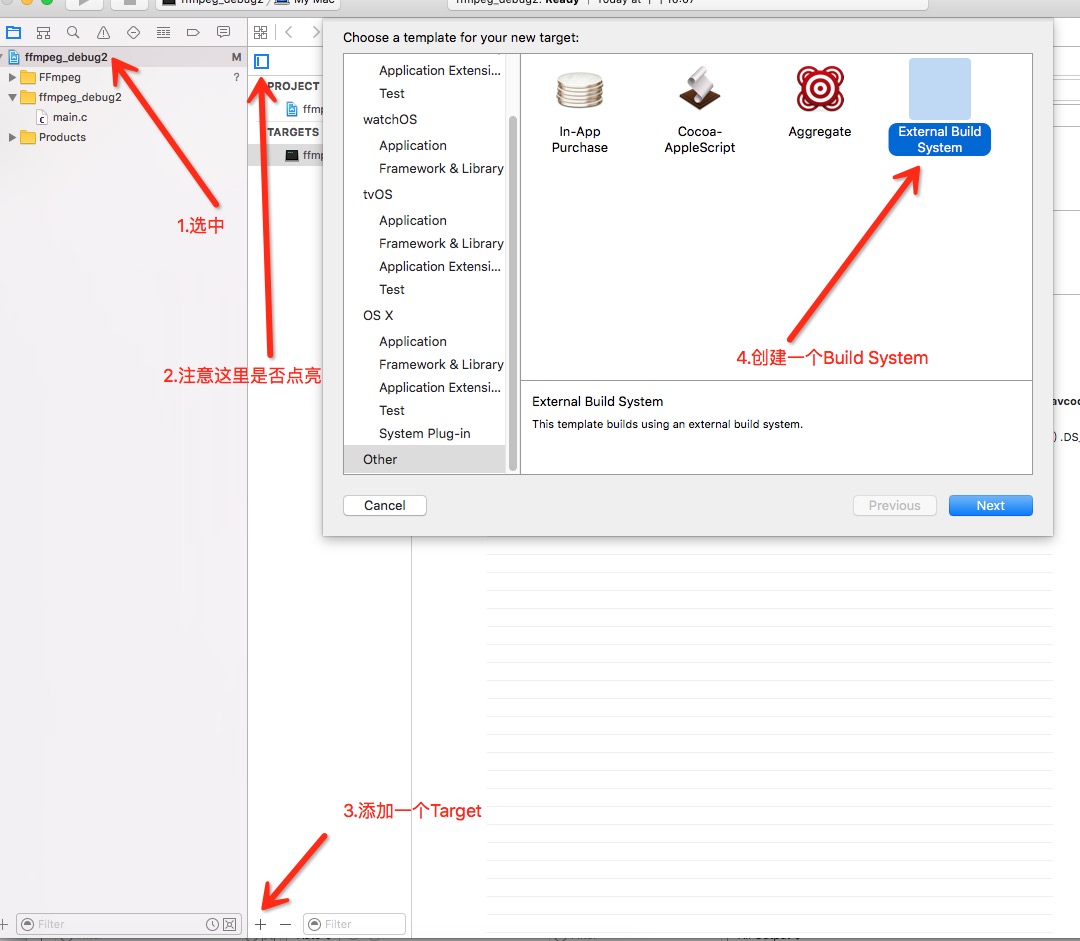 ffmpeg_debug2
My Mac
ffmpeg_debug2: Ready
Today at
Choose a template for your new target:
ffmpeg_debug2
M
FFmpeg
?
ffmpeg_debug2
main.c
Products
PROJECT
ffmp
TARGETS
ffmp
Application Extensi...
Test
watchOS
Application
Framework & Library
tvOS
Application
Framework & Library
Application Extensi...
Test
OS X
Application
Framework & Library
Application Extensi...
Test
System Plug-in
Other
In-App
Purchase
Cocoa-
AppleScript
Aggregate
External Build
System
1.选中
2.注意这里是否点亮
4.创建一个Build System
External Build System
This template builds using an external build system.
avcod
) .DS_
Cancel
Previous
Next
3.添加一个Target
Filter
Filter